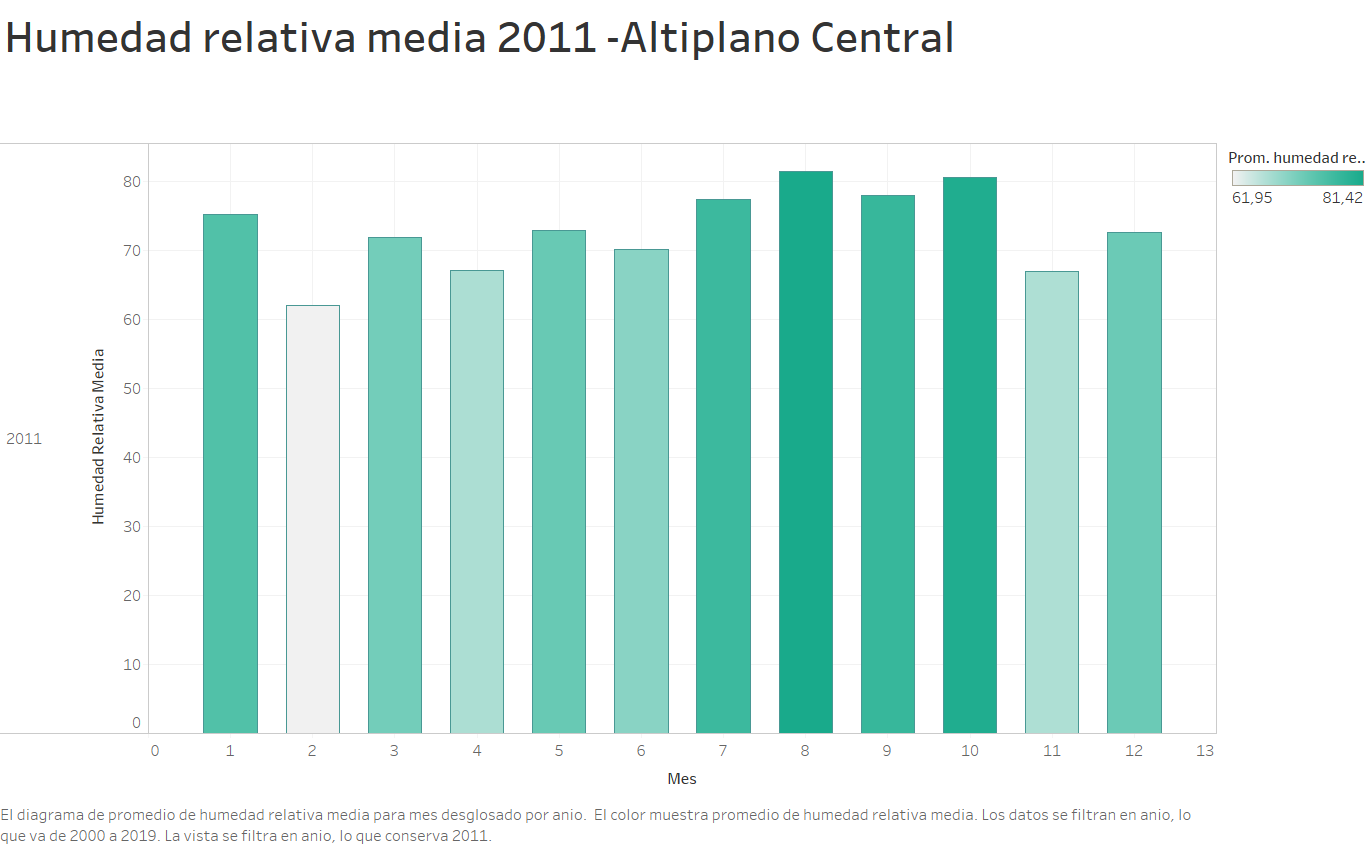 Humedad relativa media 2011 -Altiplano Central
Prom. humedad re..
61,95 81,42
2011
Humedad Relativa Media
80
70
60
50
40
30
20
10
0
0 1 2 3 4 5 6 7 8 9 10 11 12 13
Mes
El diagrama de promedio de humedad relativa media para mes desglosado por anio.  El color muestra promedio de humedad relativa media. Los datos se filtran en anio, lo
que va de 2000 a 2019. La vista se filtra en anio, lo que conserva 2011.